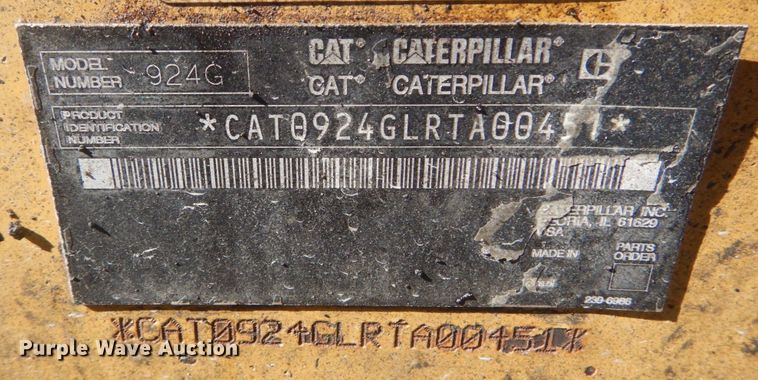 MODEL NUMBER 924G
CAT® CATERPILLAR®
CAT® CATERPILLAR®
PRODUCT IDENTIFICATION NUMBER *CAT0924GLRTA00451*
CATERPILLAR INC.
PEORIA, IL 61629
USA
MADE IN
PARTS ORDER
239-6986
*CAT0924GLRTA00451*
Purple Wave Auction